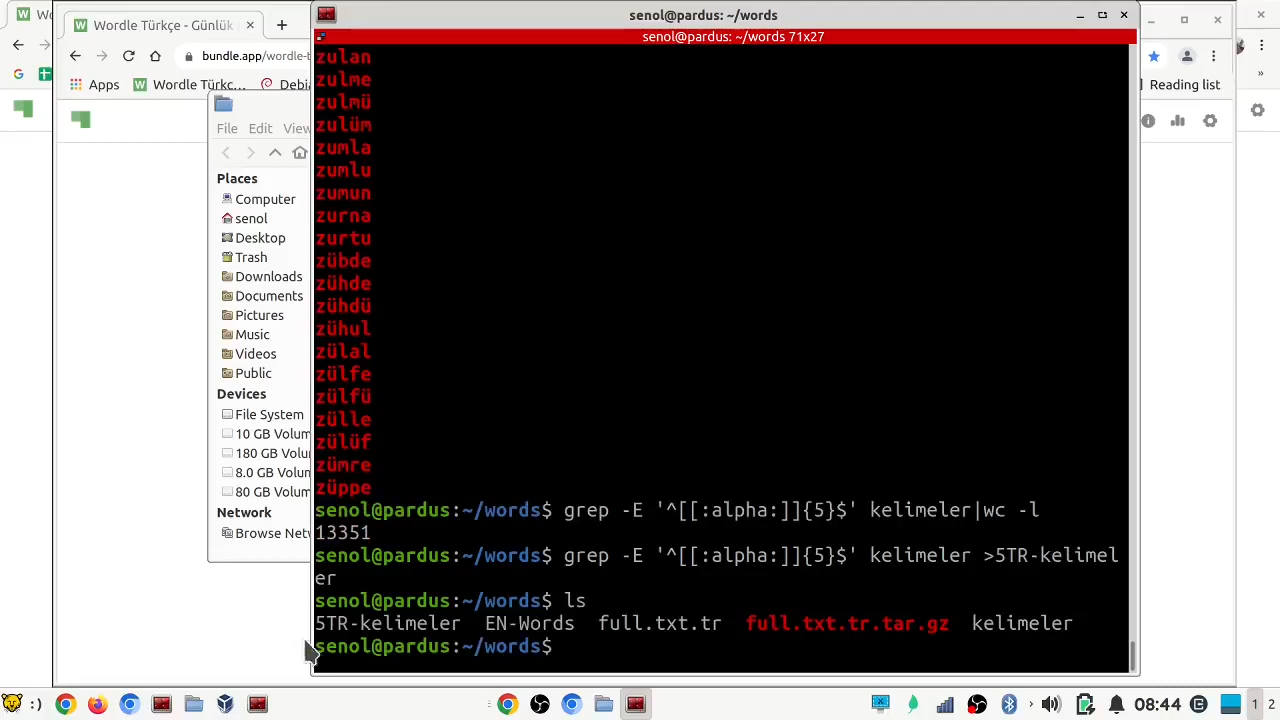 senol@pardus: ~/words
senol@pardus: ~/words 71x27
W
Wordle Türkçe - Günlük
bundle.app/wordle-
Apps
Wordle Türkç...
Reading list
File Edit View
Places
Computer
senol
Desktop
Trash
Downloads
Documents
Pictures
Music
Videos
Public
Devices
File System
10 GB Volum
180 GB Volum
8.0 GB Volum
80 GB Volum
Network
Browse Net
zulan
zulme
zulmü
zulüm
zumla
zumlu
zumun
zurna
zurtu
zübde
zühde
zühdü
zühul
zülal
zülfe
zülfü
zülle
zülüf
zümre
züppe
senol@pardus:~/words$ grep -E '^[[:alpha:]]{5}$' kelimeler|wc -l
13351
senol@pardus:~/words$ grep -E '^[[:alpha:]]{5}$' kelimeler >5TR-kelimel
er
senol@pardus:~/words$ ls
5TR-kelimeler EN-Words full.txt.tr full.txt.tr.tar.gz kelimeler
senol@pardus:~/words$
:)
08:44
1 2